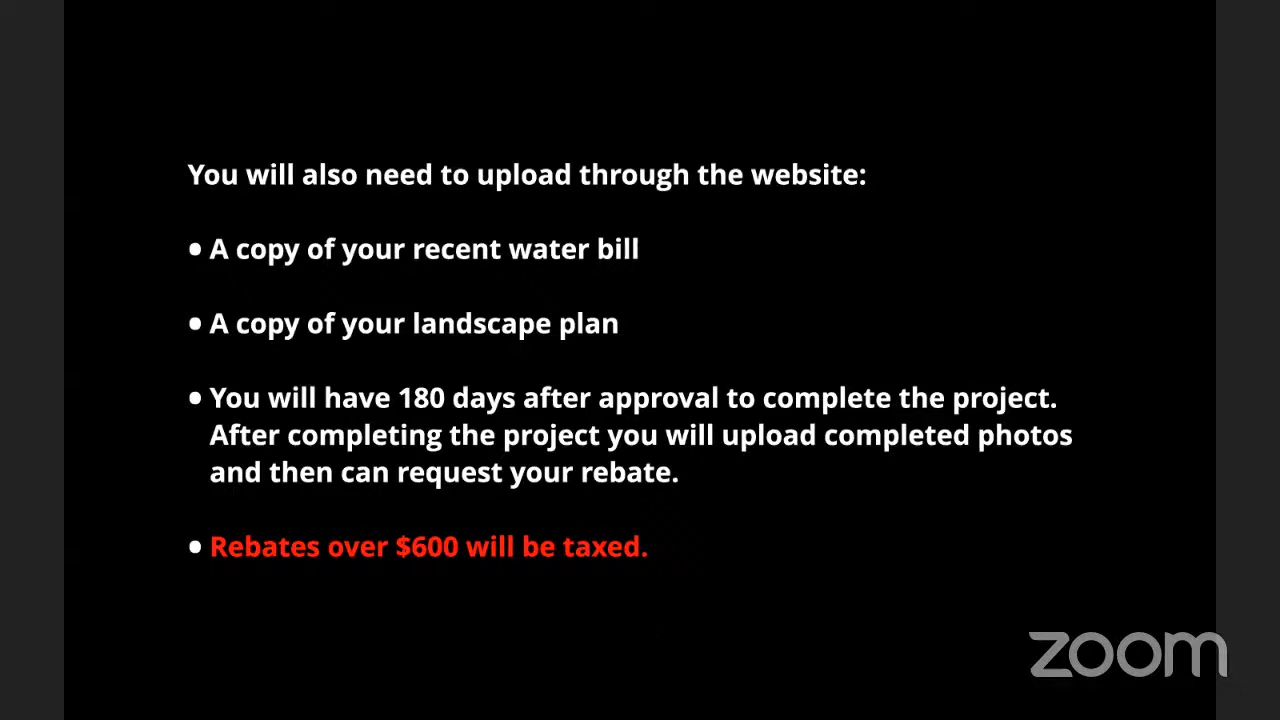 You will also need to upload through the website:
• A copy of your recent water bill
• A copy of your landscape plan
• You will have 180 days after approval to complete the project.
After completing the project you will upload completed photos
and then can request your rebate.
• Rebates over $600 will be taxed.
zoom